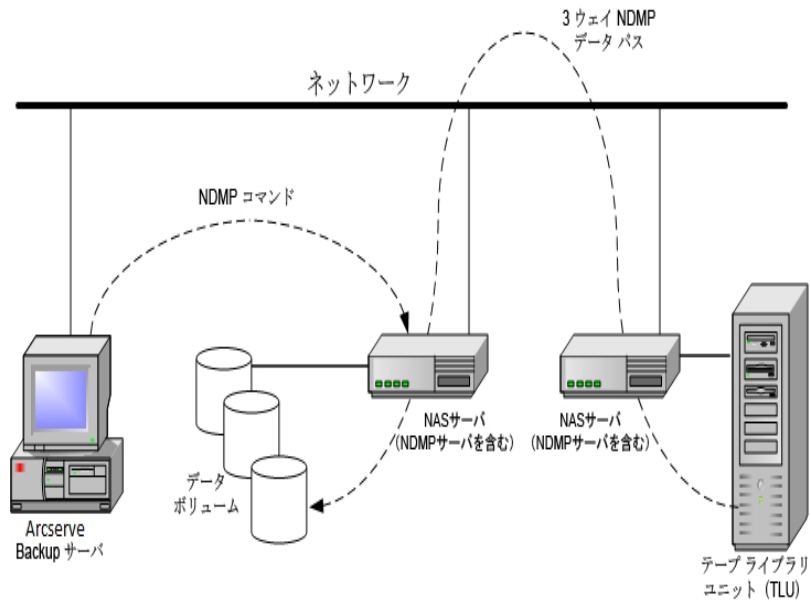 3 ウェイ NDMP
データ パス
ネットワーク
NDMP コマンド
NASサーバ
(NDMPサーバを含む)
NASサーバ
(NDMPサーバを含む)
データ
ボリューム
Arcserve
Backup サーバ
テープ ライブラリ
ユニット (TLU)